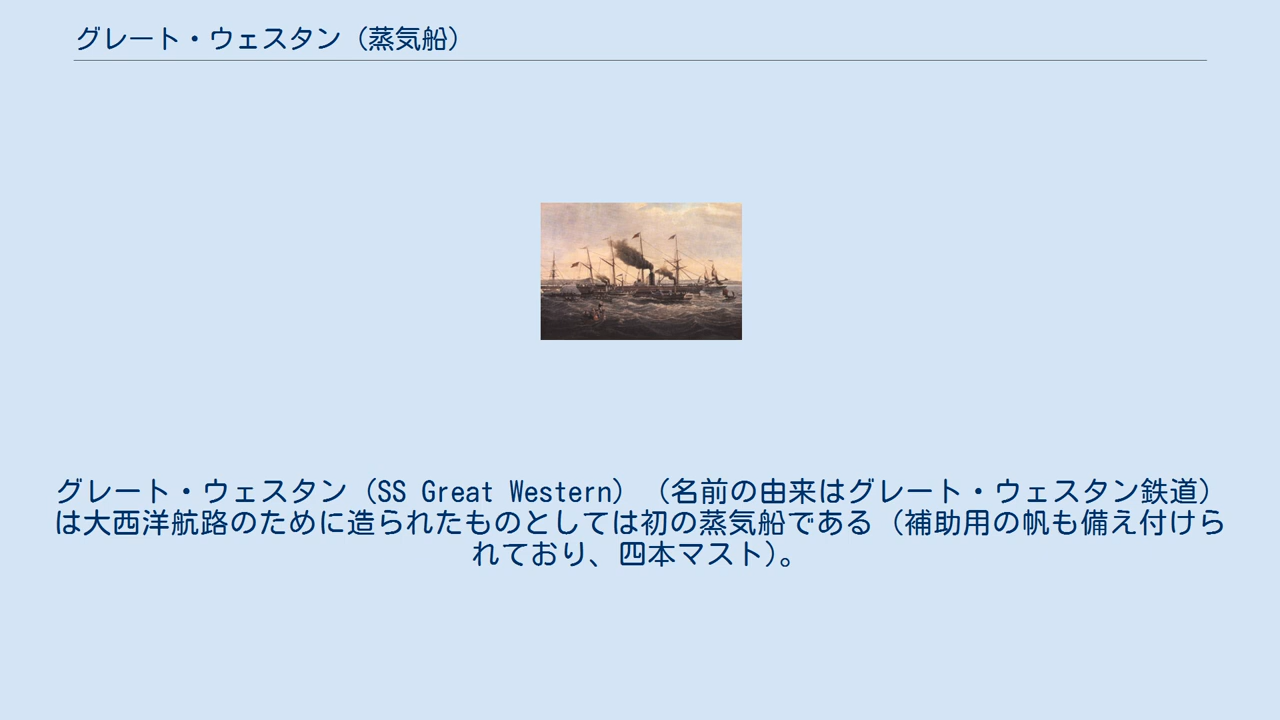 グレート・ウェスタン（蒸気船）
グレート・ウェスタン（SS Great Western）（名前の由来はグレート・ウェスタン鉄道）
は大西洋航路のために造られたものとしては初の蒸気船である（補助用の帆も備え付けら
れており、四本マスト）。